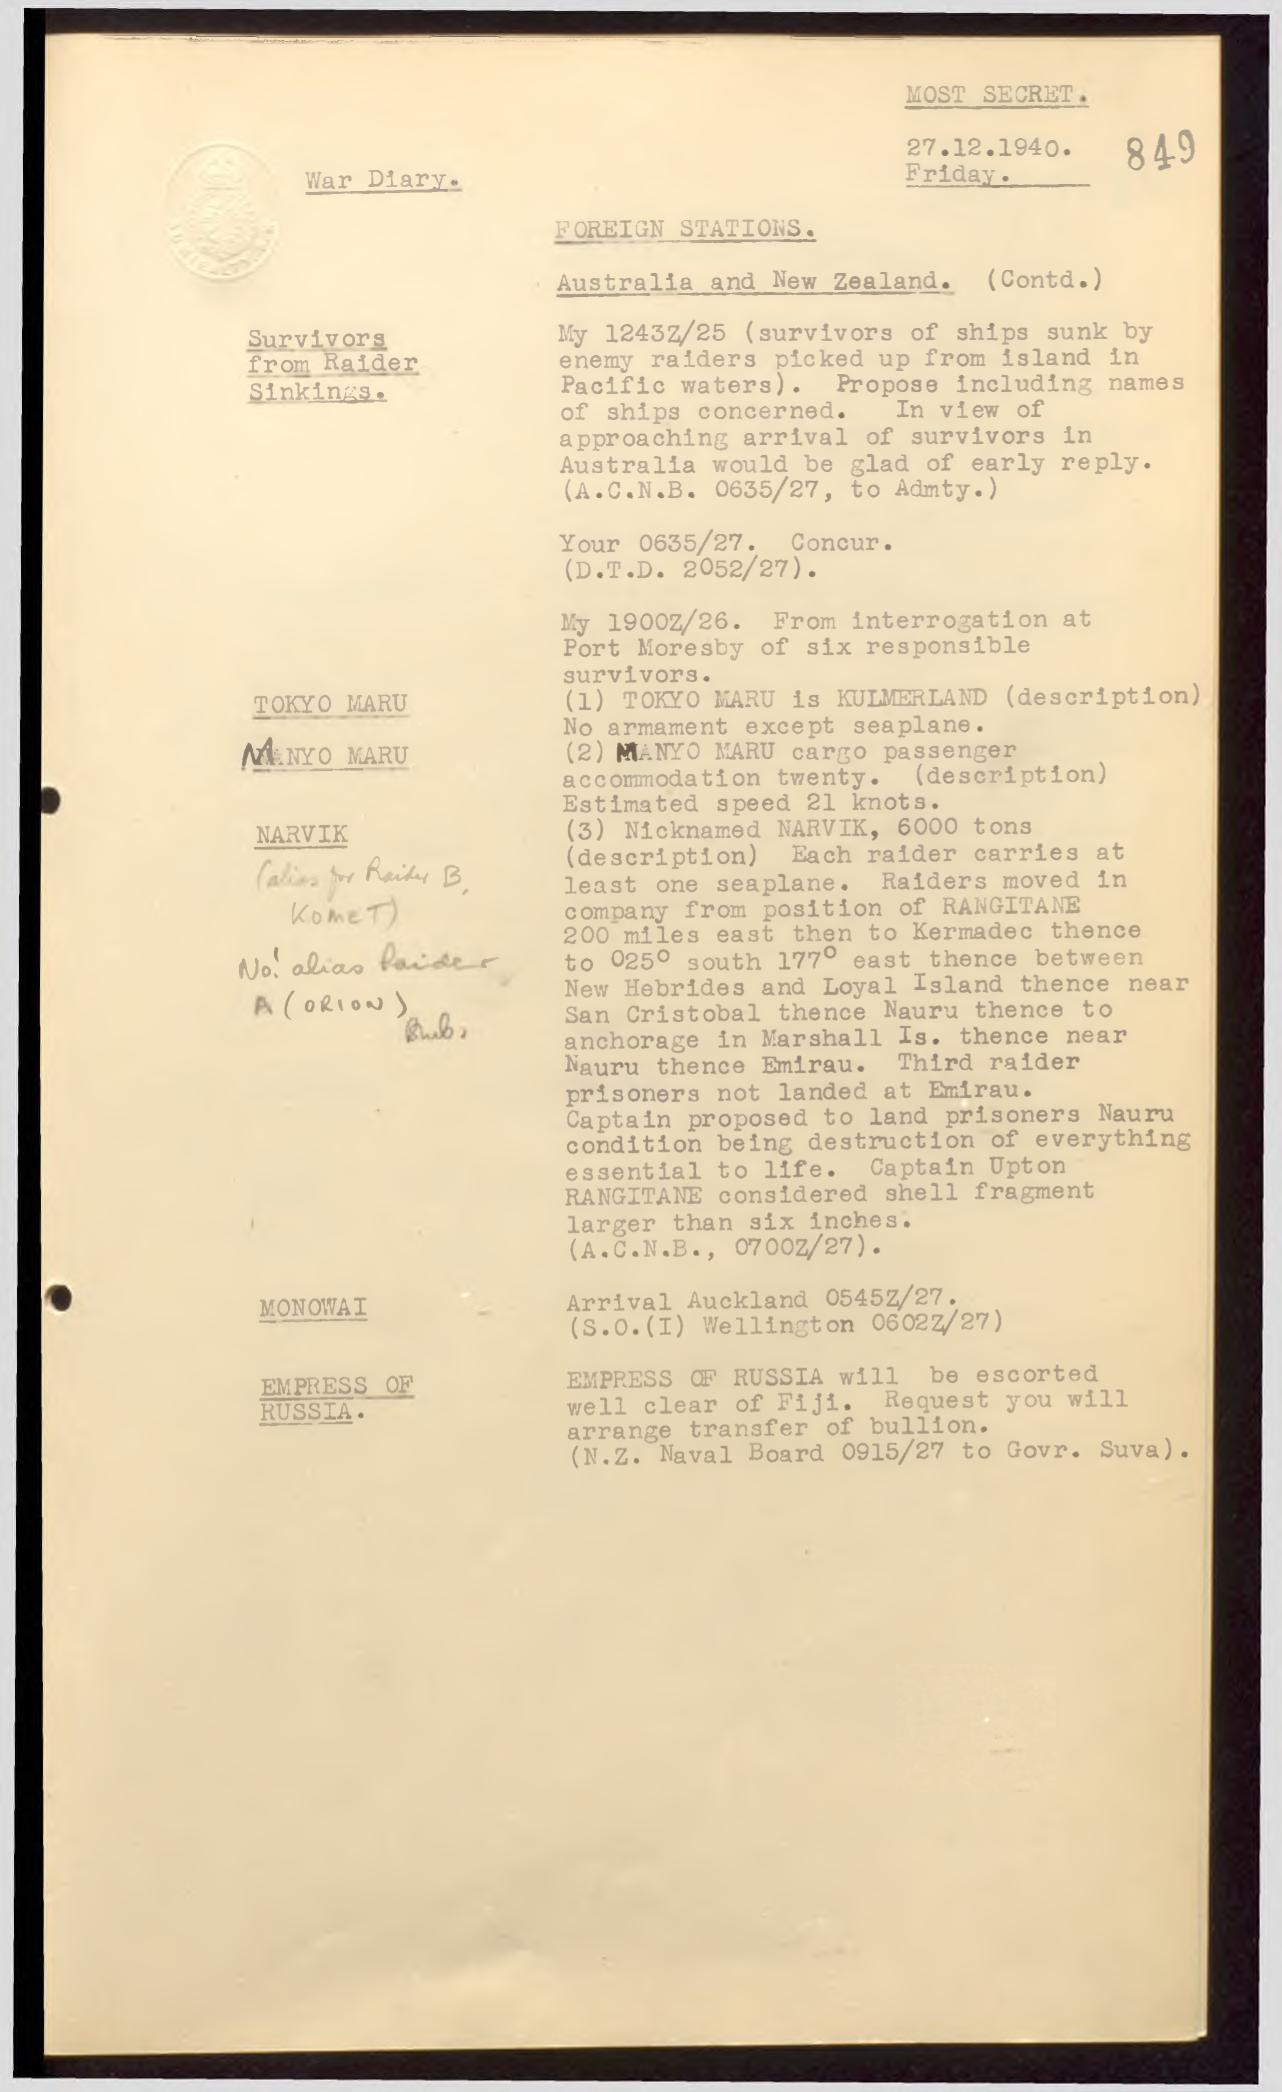 MOST SECRET.
27.12.1940.
849
Friday.
War Diary.
FOREIGN STATIONS.
Australia and New Zealand. (Contd.)
Survivors
from Raider
Sinkings.
My 1243Z/25 (survivors of ships sunk by
enemy raiders picked up from island in
Pacific waters). Propose including names
of ships concerned. In view of
approaching arrival of survivors in
Australia would be glad of early reply.
(A.C.N.B. 0635/27, to Admty.)
Your 0635/27. Concur.
(D.T.D. 2052/27).
My 1900Z/26. From interrogation at
Port Moresby of six responsible
survivors.
TOKYO MARU
(1) TOKYO MARU is KULMERLAND (description)
No armament except seaplane.
MANYO MARU
(2) MANYO MARU cargo passenger
accommodation twenty. (description)
Estimated speed 21 knots.
NARVIK
(alias for Raider B,
KOMET)
No! alias Raider
A (ORION)
(3) Nicknamed NARVIK, 6000 tons
(description) Each raider carries at
least one seaplane. Raiders moved in
company from position of RANGITANE
200 miles east then to Kermadec thence
to 025° south 177° east thence between
New Hebrides and Loyal Island thence near
San Cristobal thence Nauru thence to
anchorage in Marshall Is. thence near
Nauru thence Emirau. Third raider
prisoners not landed at Emirau.
Captain proposed to land prisoners Nauru
condition being destruction of everything
essential to life. Captain Upton
RANGITANE considered shell fragment
larger than six inches.
(A.C.N.B., 0700Z/27).
MONOWAI
Arrival Auckland 0545Z/27.
(S.O.(I) Wellington 0602Z/27)
EMPRESS OF
RUSSIA.
EMPRESS OF RUSSIA will be escorted
well clear of Fiji. Request you will
arrange transfer of bullion.
(N.Z. Naval Board 0915/27 to Govr. Suva).